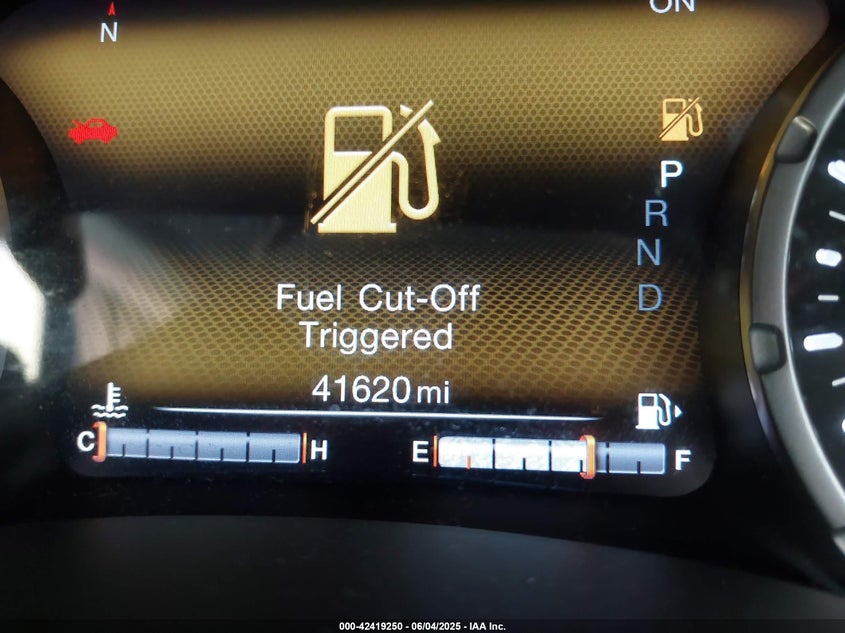 N
ON
P
R
N
D
Fuel Cut-Off
Triggered
41620 mi
C H E F
000-42419250 - 06/04/2025 - IAA Inc.